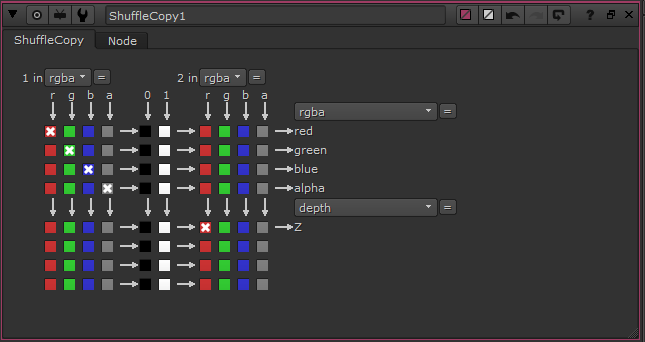 ShuffleCopy1 ?
ShuffleCopy Node
1 in rgba = 2 in rgba =
r g b a 0 1 r g b a
rgba =
red
green
blue
alpha
depth =
Z